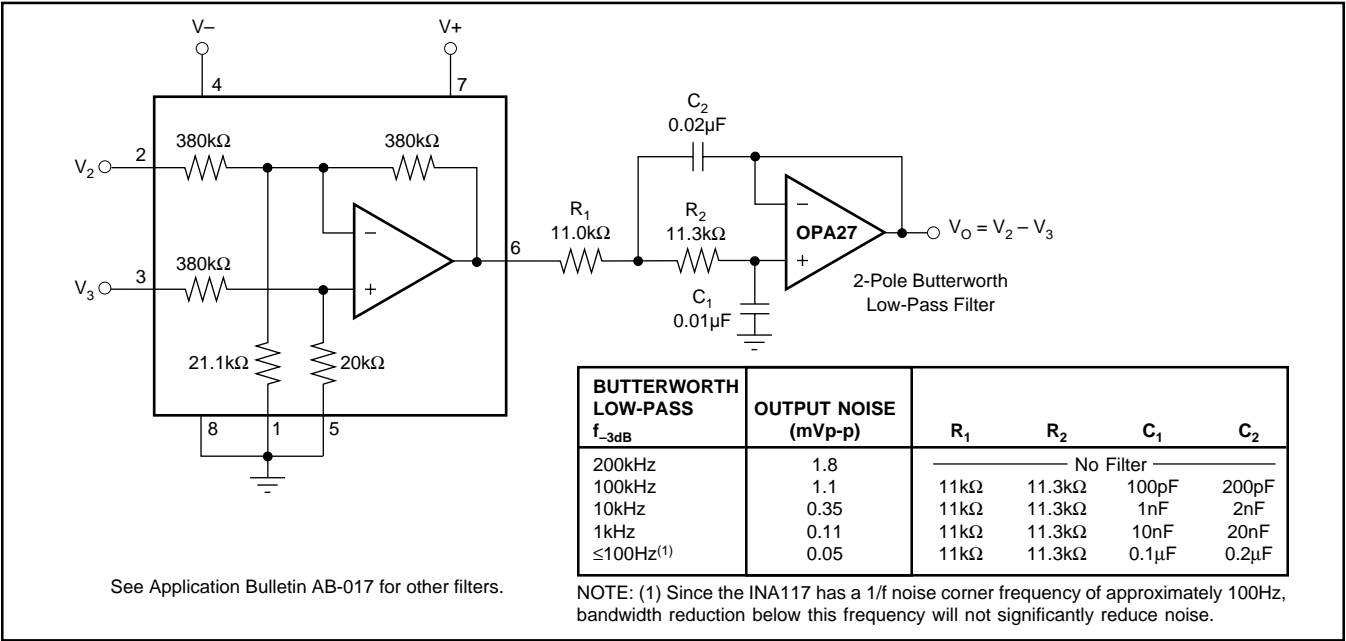 V– V+
4 7
C2
0.02µF
380kΩ 380kΩ
V2 2
R1 R2
11.0kΩ 11.3kΩ
–
OPA27
+
VO = V2 – V3
6
2-Pole Butterworth
Low-Pass Filter
–
+
380kΩ
V3 3
C1
0.01µF
21.1kΩ 20kΩ
8 1 5
BUTTERWORTH
LOW-PASS OUTPUT NOISE
f–3dB (mVp-p) R1 R2 C1 C2
200kHz 1.8 No Filter
100kHz 1.1 11kΩ 11.3kΩ 100pF 200pF
10kHz 0.35 11kΩ 11.3kΩ 1nF 2nF
1kHz 0.11 11kΩ 11.3kΩ 10nF 20nF
≤100Hz(1) 0.05 11kΩ 11.3kΩ 0.1µF 0.2µF
See Application Bulletin AB-017 for other filters.
NOTE: (1) Since the INA117 has a 1/f noise corner frequency of approximately 100Hz,
bandwidth reduction below this frequency will not significantly reduce noise.